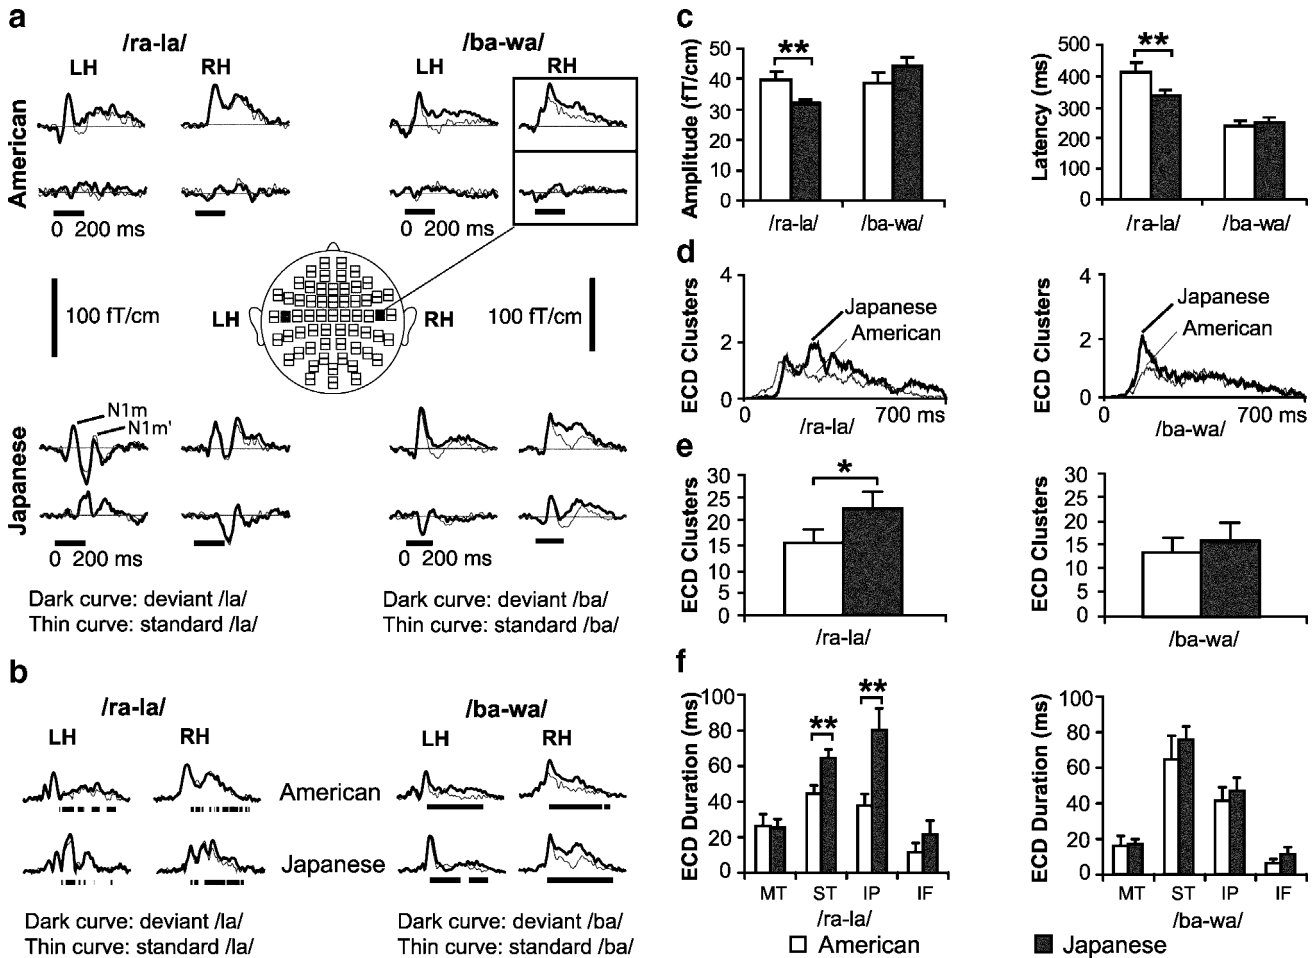 a
/ra-la/
/ba-wa/
LH RH
LH RH
American
0 200 ms
0 200 ms
100 fT/cm
LH
RH
100 fT/cm
N1m
N1m'
Japanese
0 200 ms
0 200 ms
Dark curve: deviant /la/
Thin curve: standard /la/
Dark curve: deviant /ba/
Thin curve: standard /ba/
b
/ra-la/
/ba-wa/
LH RH
LH RH
American
Japanese
Dark curve: deviant /la/
Thin curve: standard /la/
Dark curve: deviant /ba/
Thin curve: standard /ba/
c
Amplitude (fT/cm)
50
40
30
20
10
0
**
/ra-la/ /ba-wa/
Latency (ms)
500
400
300
200
100
0
**
/ra-la/ /ba-wa/
d
ECD Clusters
4
2
0
Japanese
American
0 700 ms
/ra-la/
ECD Clusters
4
2
0
Japanese
American
0 700 ms
/ba-wa/
e
ECD Clusters
30
25
20
15
10
5
0
*
/ra-la/
ECD Clusters
30
25
20
15
10
5
0
/ba-wa/
f
ECD Duration (ms)
100
80
60
40
20
0
**
**
MT ST IP IF
/ra-la/
ECD Duration (ms)
100
80
60
40
20
0
MT ST IP IF
/ba-wa/
American
Japanese